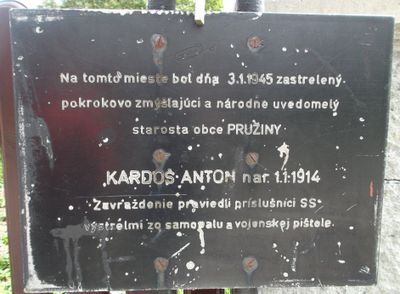 Na tomto mieste bol dňa 3.1.1945 zastrelený
pokrokovo zmýšlajúci a národne uvedomelý
starosta obce PRUŽINY
KARDOŠ ANTON nar. 1.1.1914
Zavraždenie previedli príslušníci SS
výstrelmi zo samopalu a vojenskej pištole.